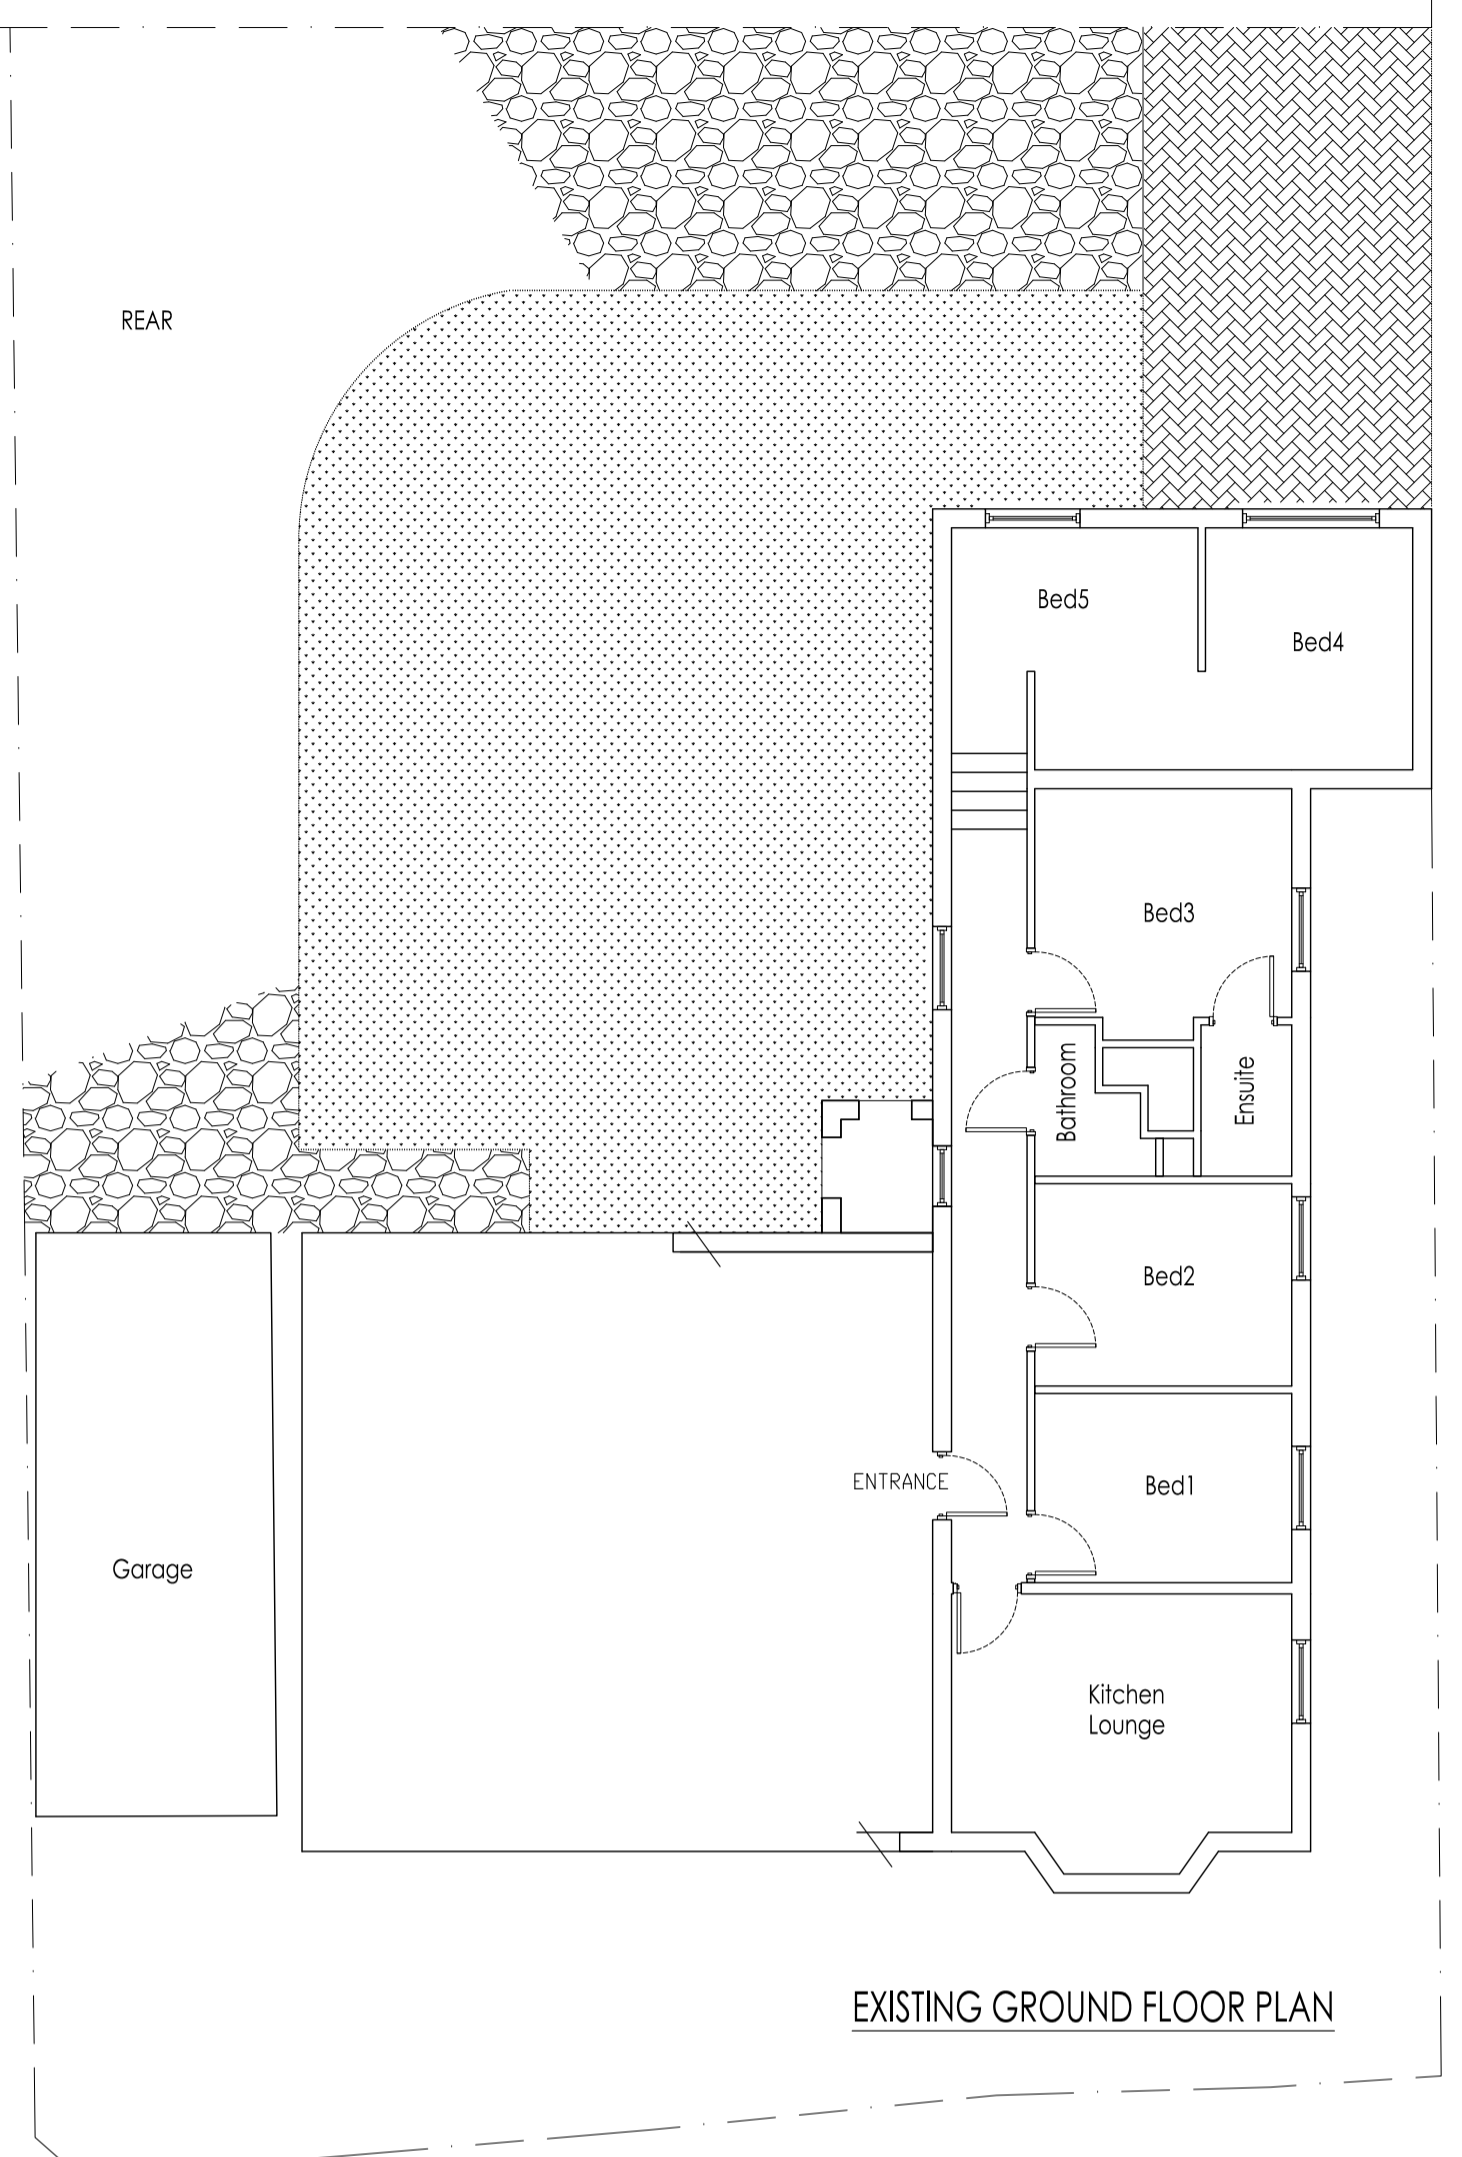 REAR
Bed5
Bed4
Bed3
Bathroom
Ensuite
Bed2
ENTRANCE
Bed1
Garage
Kitchen
Lounge
EXISTING GROUND FLOOR PLAN